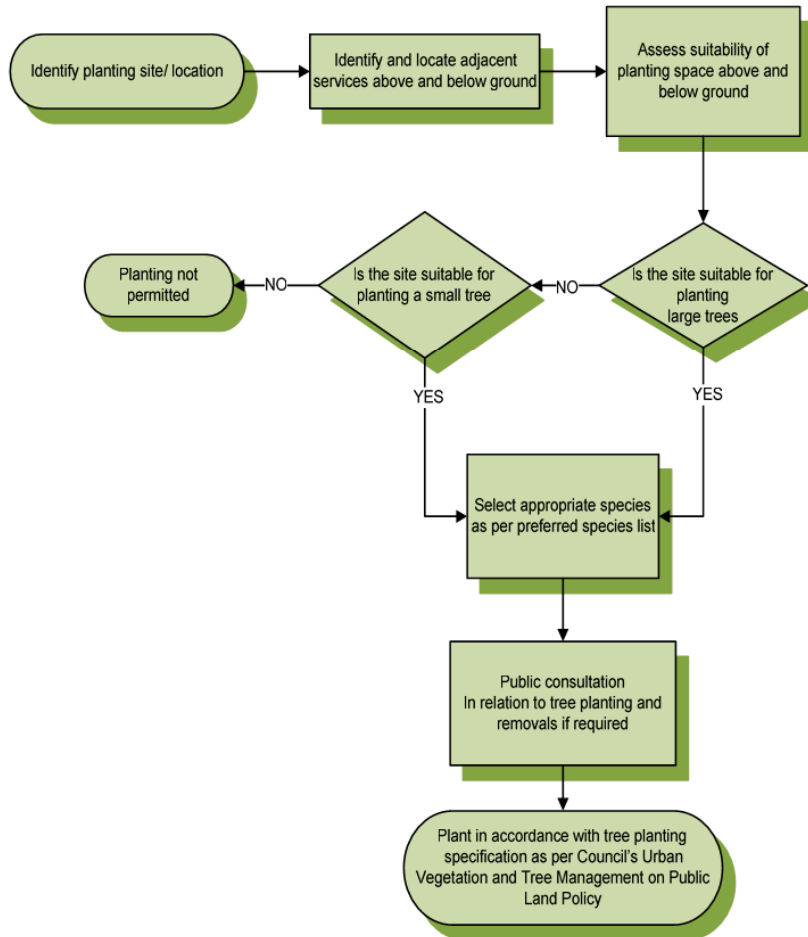 Identify planting site/ location
Identify and locate adjacent
services above and below ground
Assess suitability of
planting space above and
below ground
Is the site suitable for
planting
large trees
NO
Is the site suitable for
planting a small tree
NO
Planting not
permitted
YES
YES
Select appropriate species
as per preferred species list
Public consultation
In relation to tree planting and
removals if required
Plant in accordance with tree planting
specification as per Council's Urban
Vegetation and Tree Management on Public
Land Policy